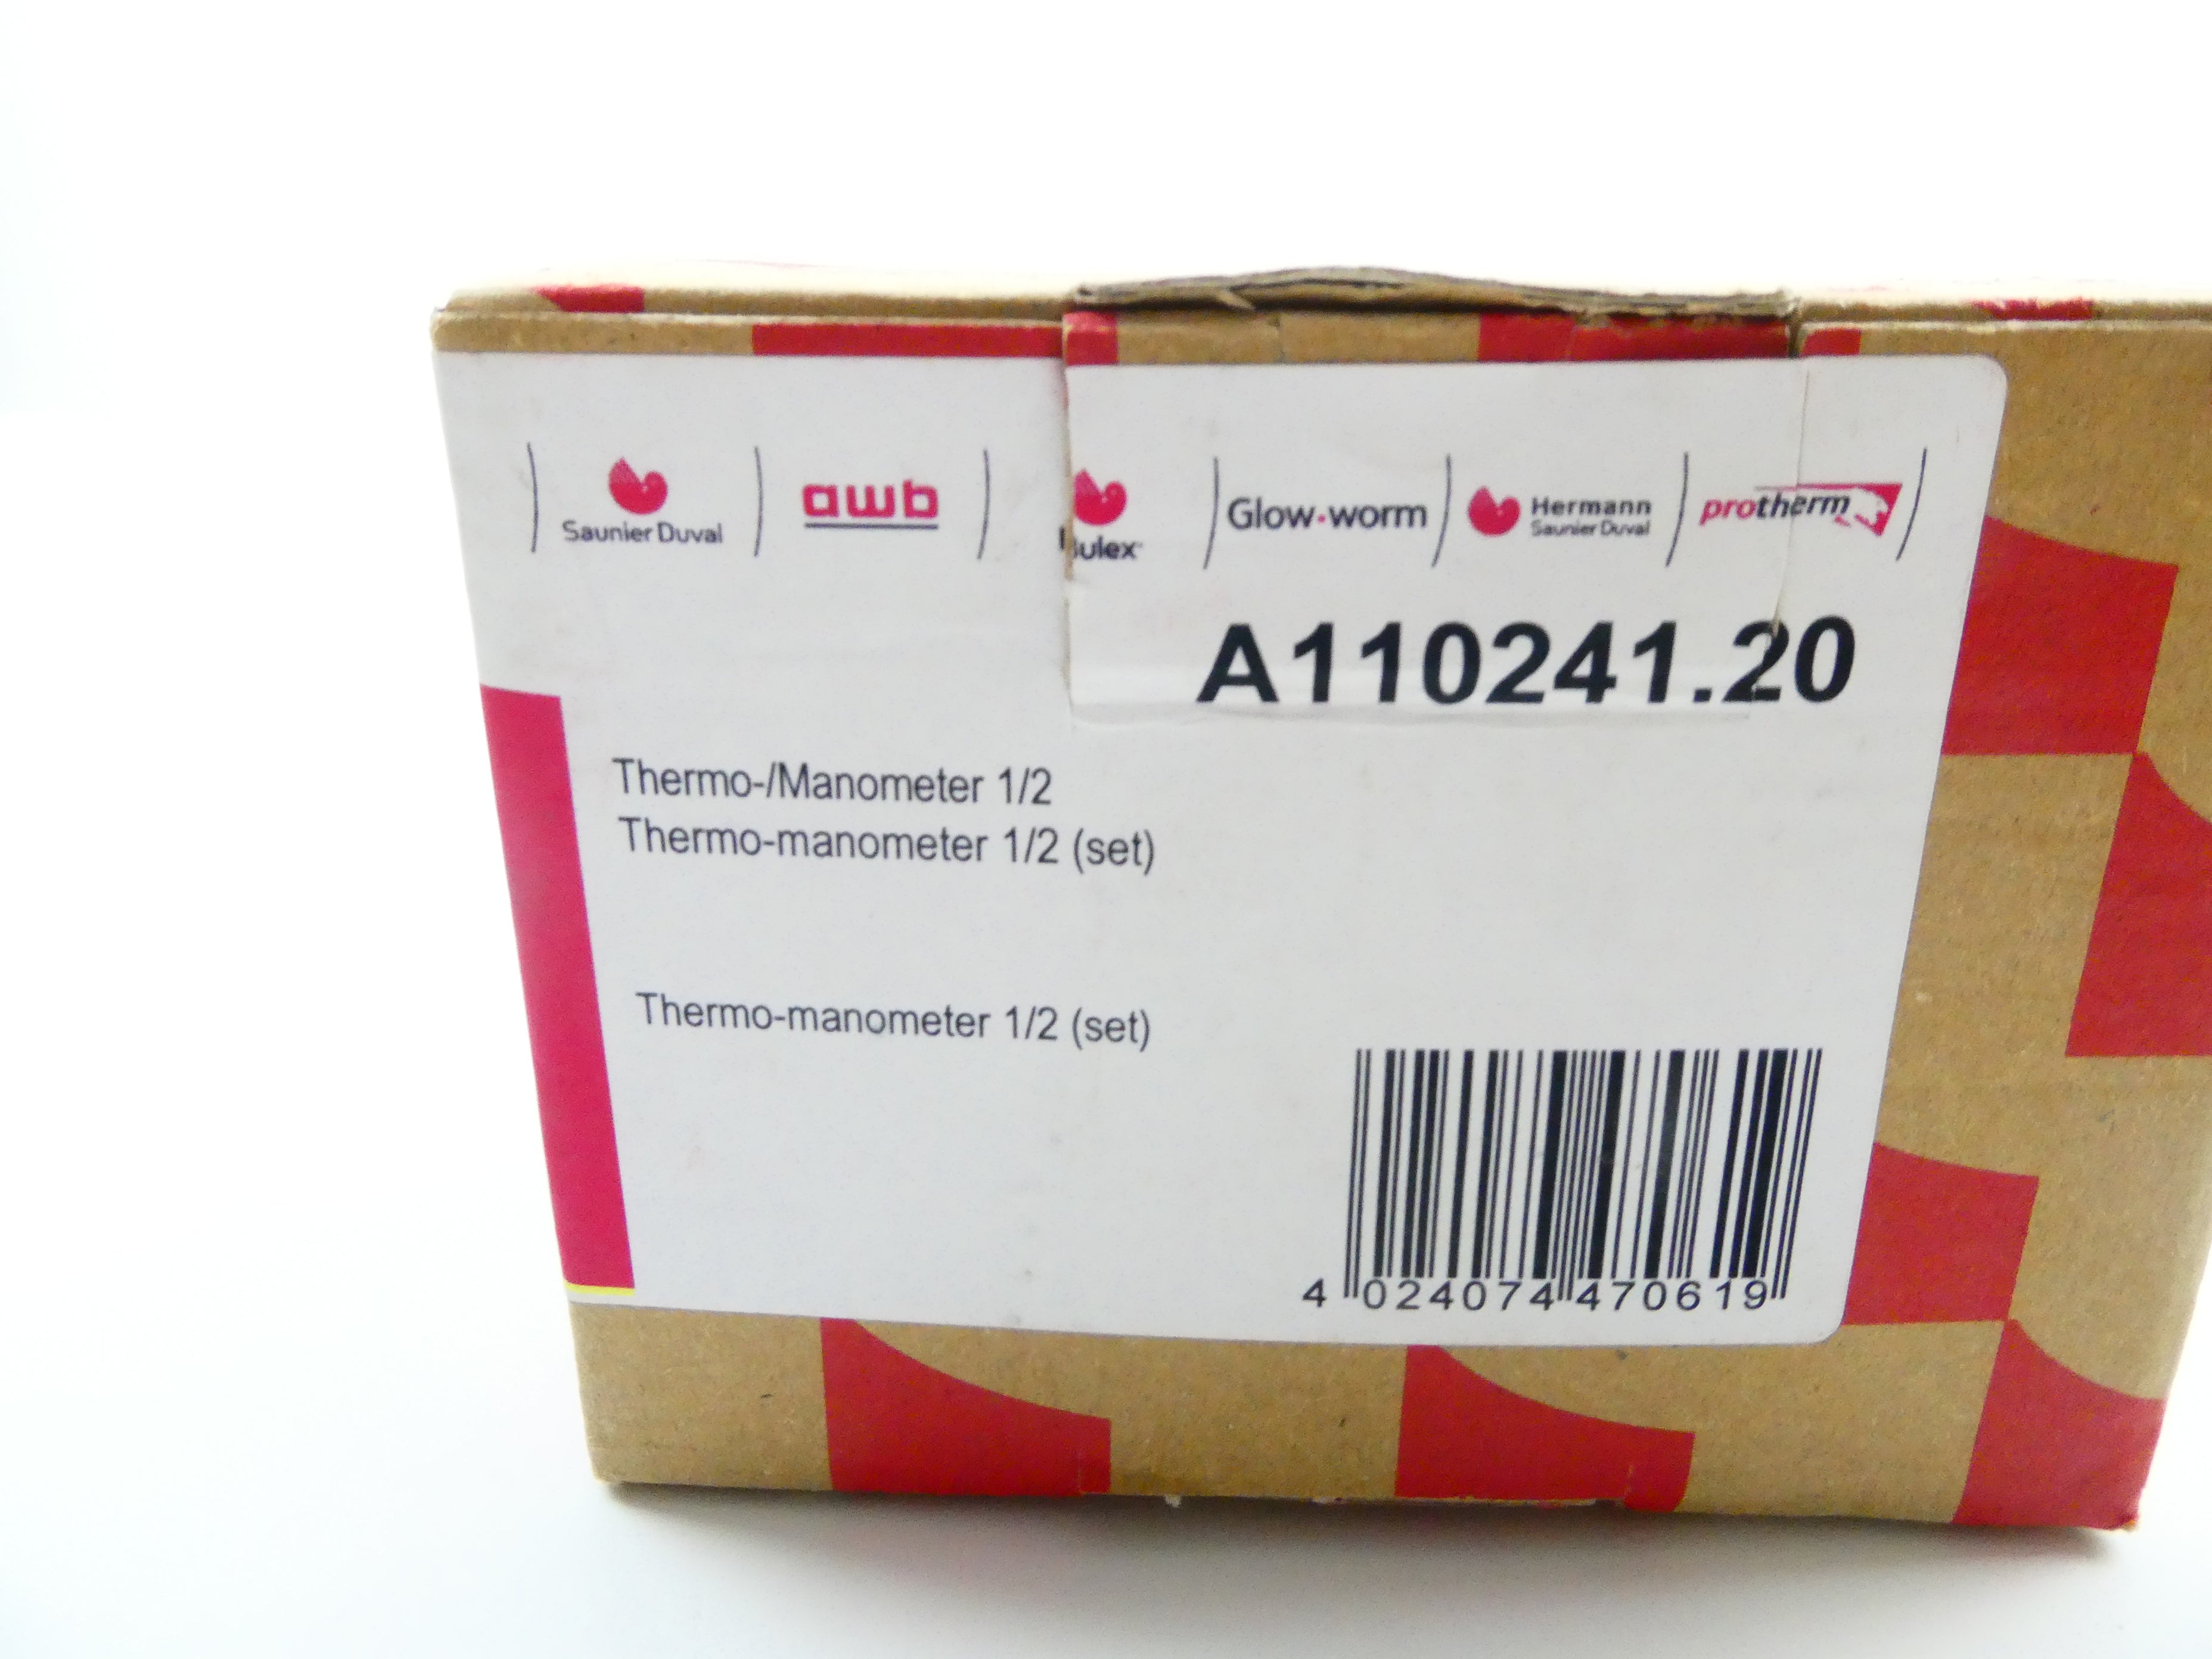 Saunier Duval
awb
Bulex
Glow-worm
Hermann
Saunier Duval
protherm
A110241.20
Thermo-/Manometer 1/2
Thermo-manometer 1/2 (set)
Thermo-manometer 1/2 (set)
4 024074 470619